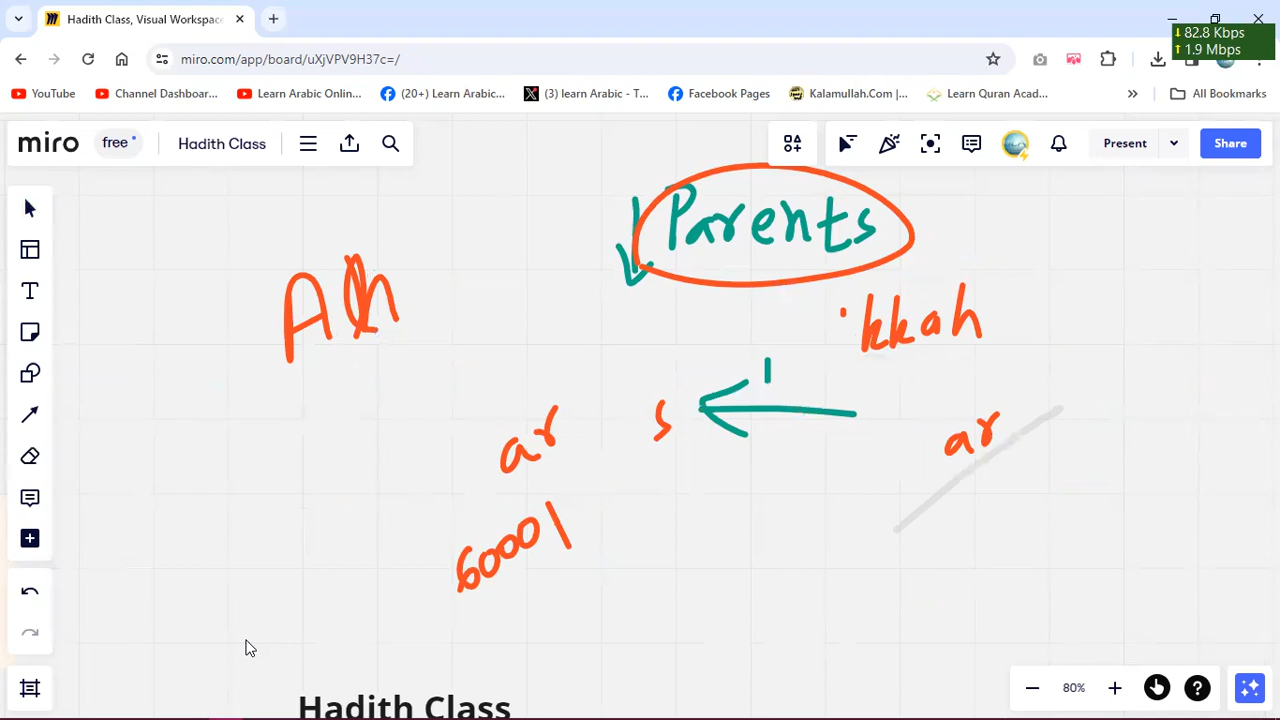 Hadith Class, Visual Workspac
82.8 Kbps
1.9 Mbps
miro.com/app/board/uXjVPV9H37c=/
YouTube
Channel Dashboar...
Learn Arabic Onlin...
(20+) Learn Arabic...
(3) learn Arabic - T...
Facebook Pages
Kalamullah.Com |...
Learn Quran Acad...
All Bookmarks
miro
free
Hadith Class
Present
Share
Parents
kkah
ar
s
ar
6000
80%
Hadith Class